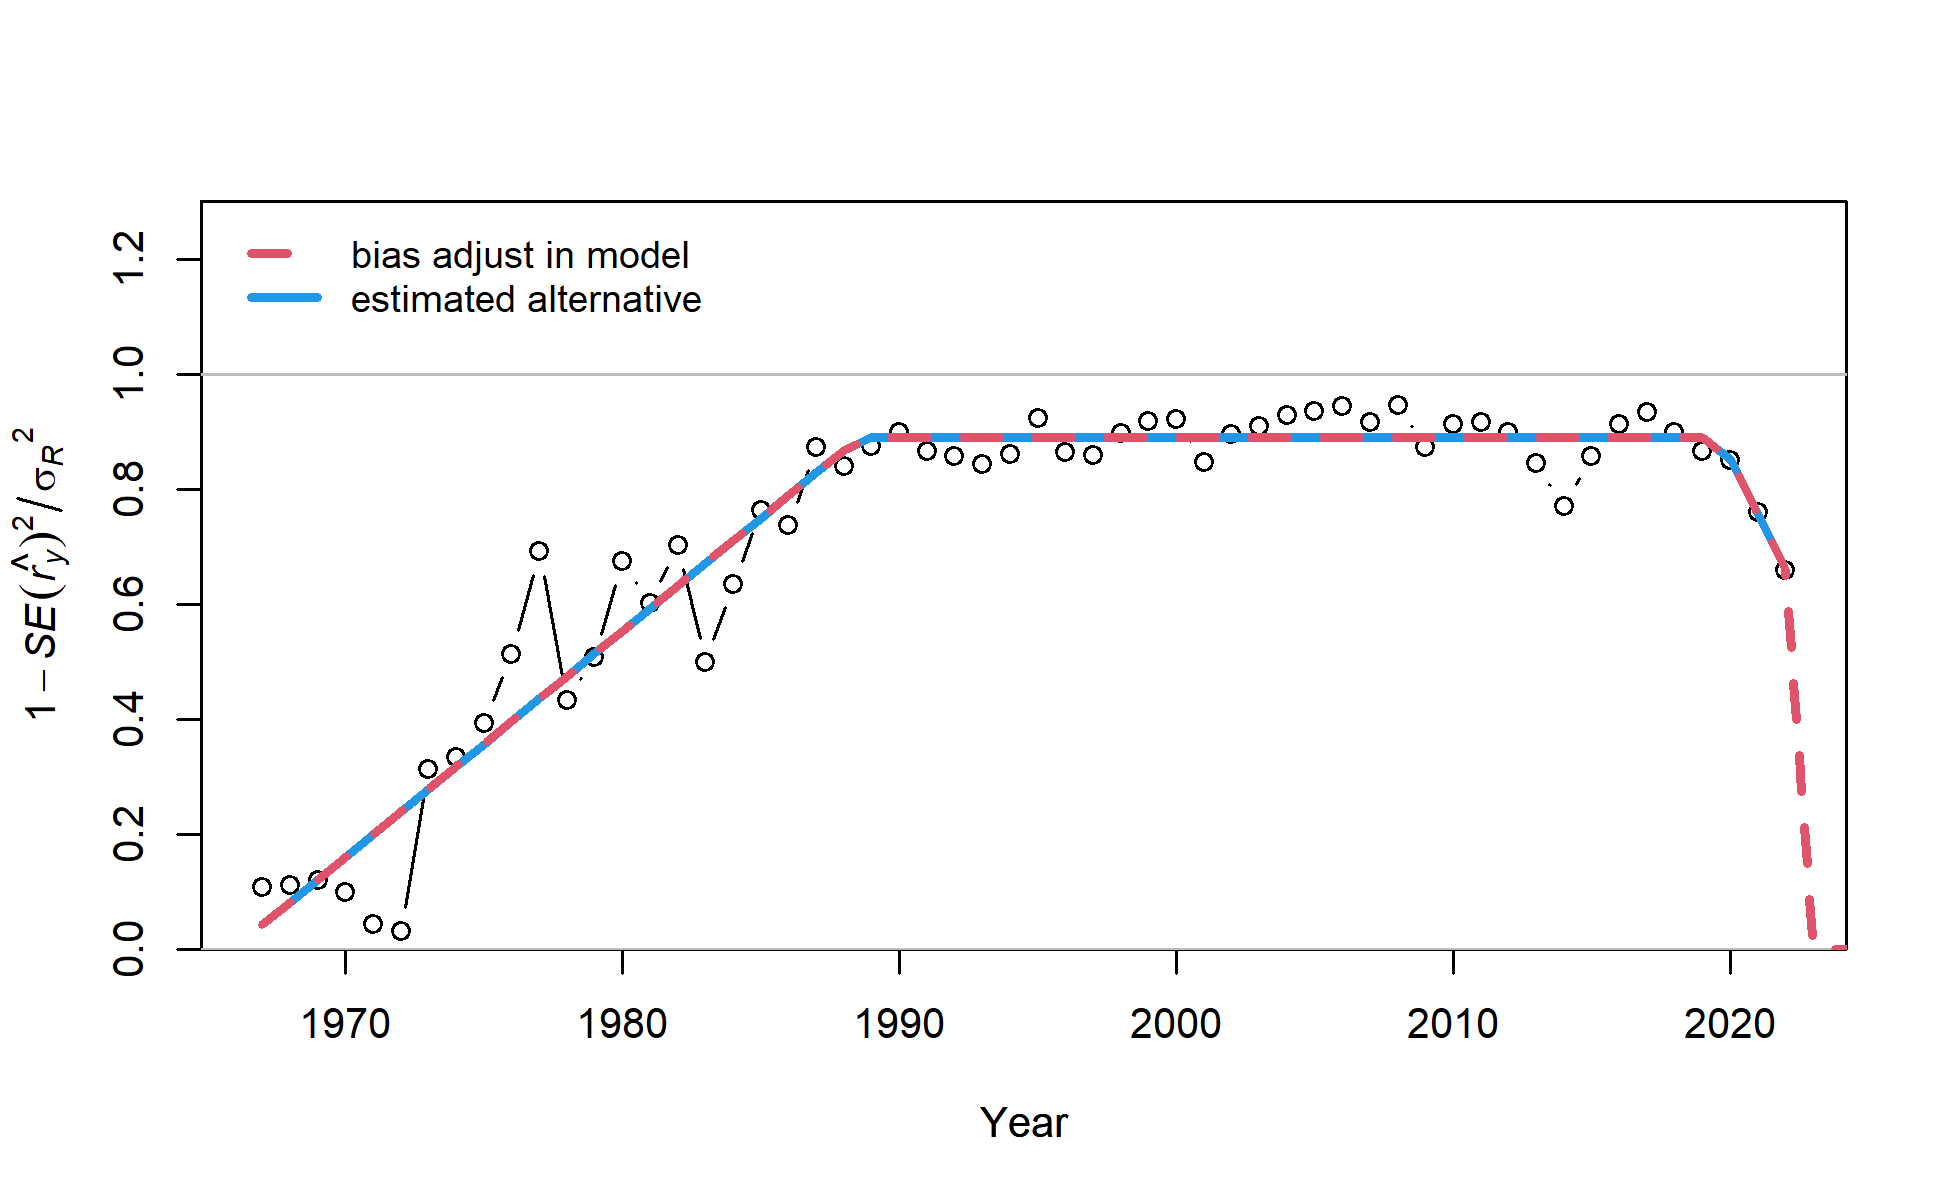 bias adjust in model
estimated alternative
1.2
1.0
0.8
0.6
0.4
0.2
0.0
1 − SE(r̂y)² / σR²
1970 1980 1990 2000 2010 2020
Year